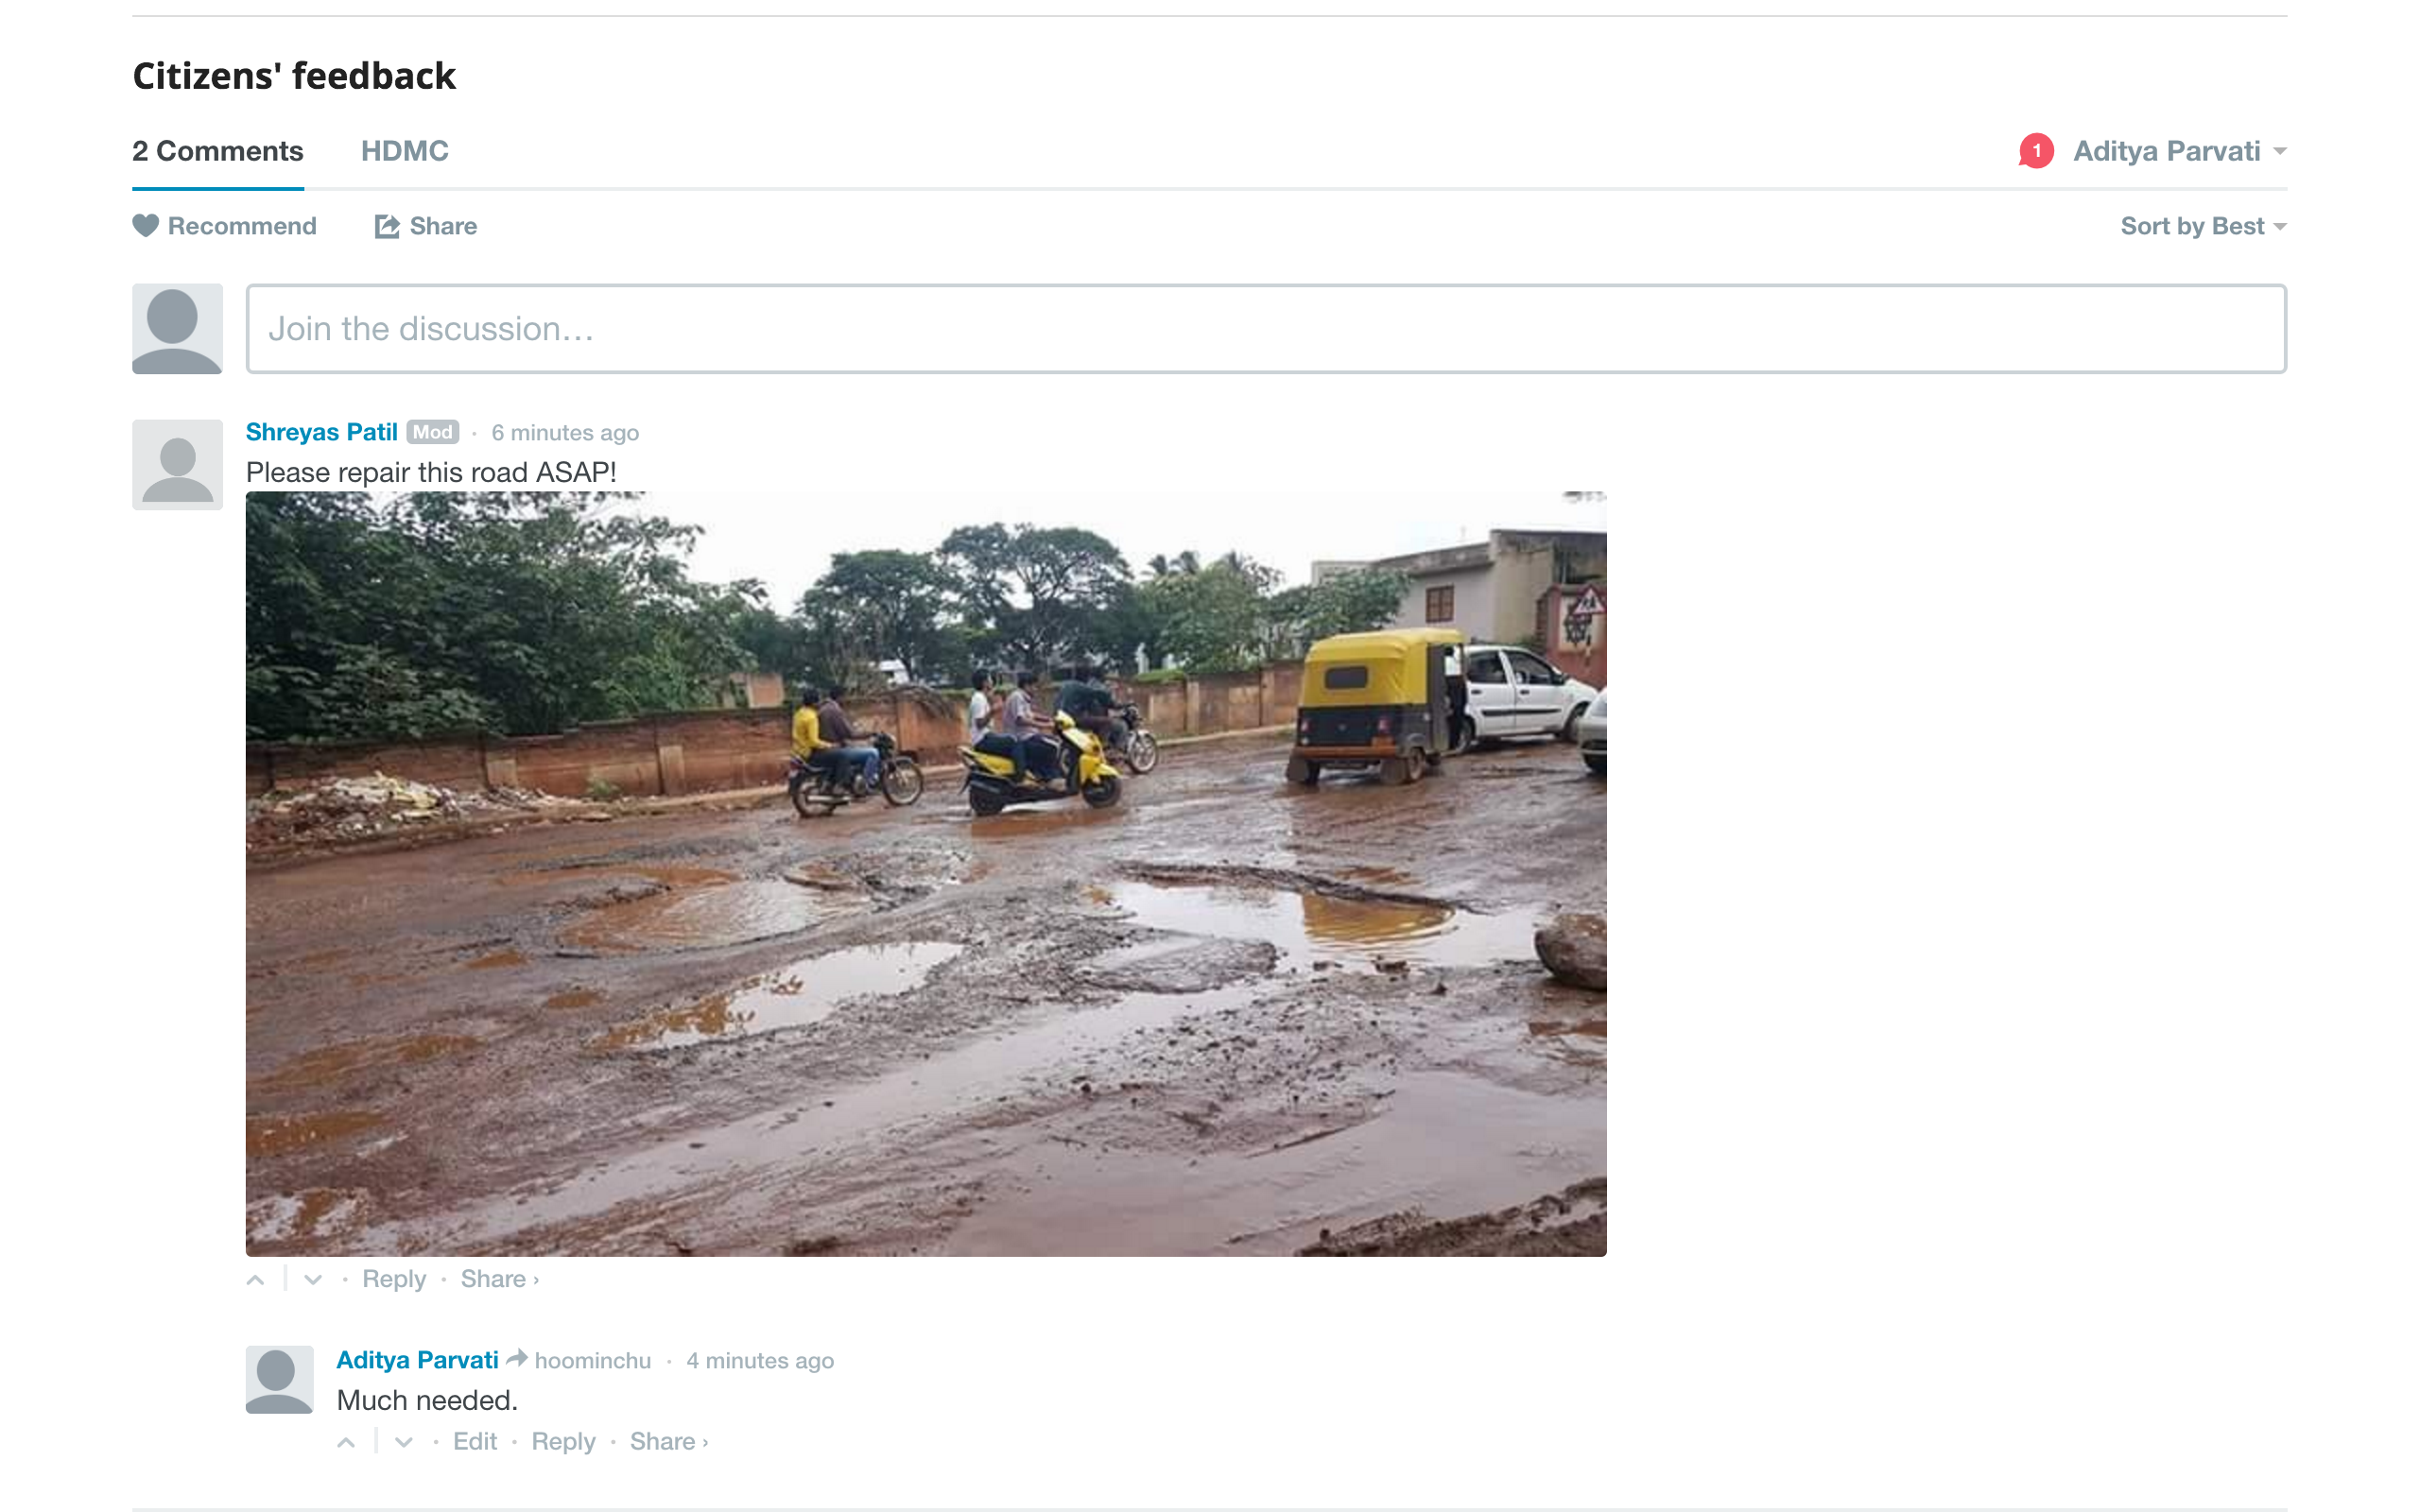 Citizens' feedback
2 Comments HDMC 1 Aditya Parvati
Recommend Share Sort by Best
Join the discussion...
Shreyas Patil Mod · 6 minutes ago
Please repair this road ASAP!
Reply · Share ›
Aditya Parvati hoominchu · 4 minutes ago
Much needed.
Edit · Reply · Share ›